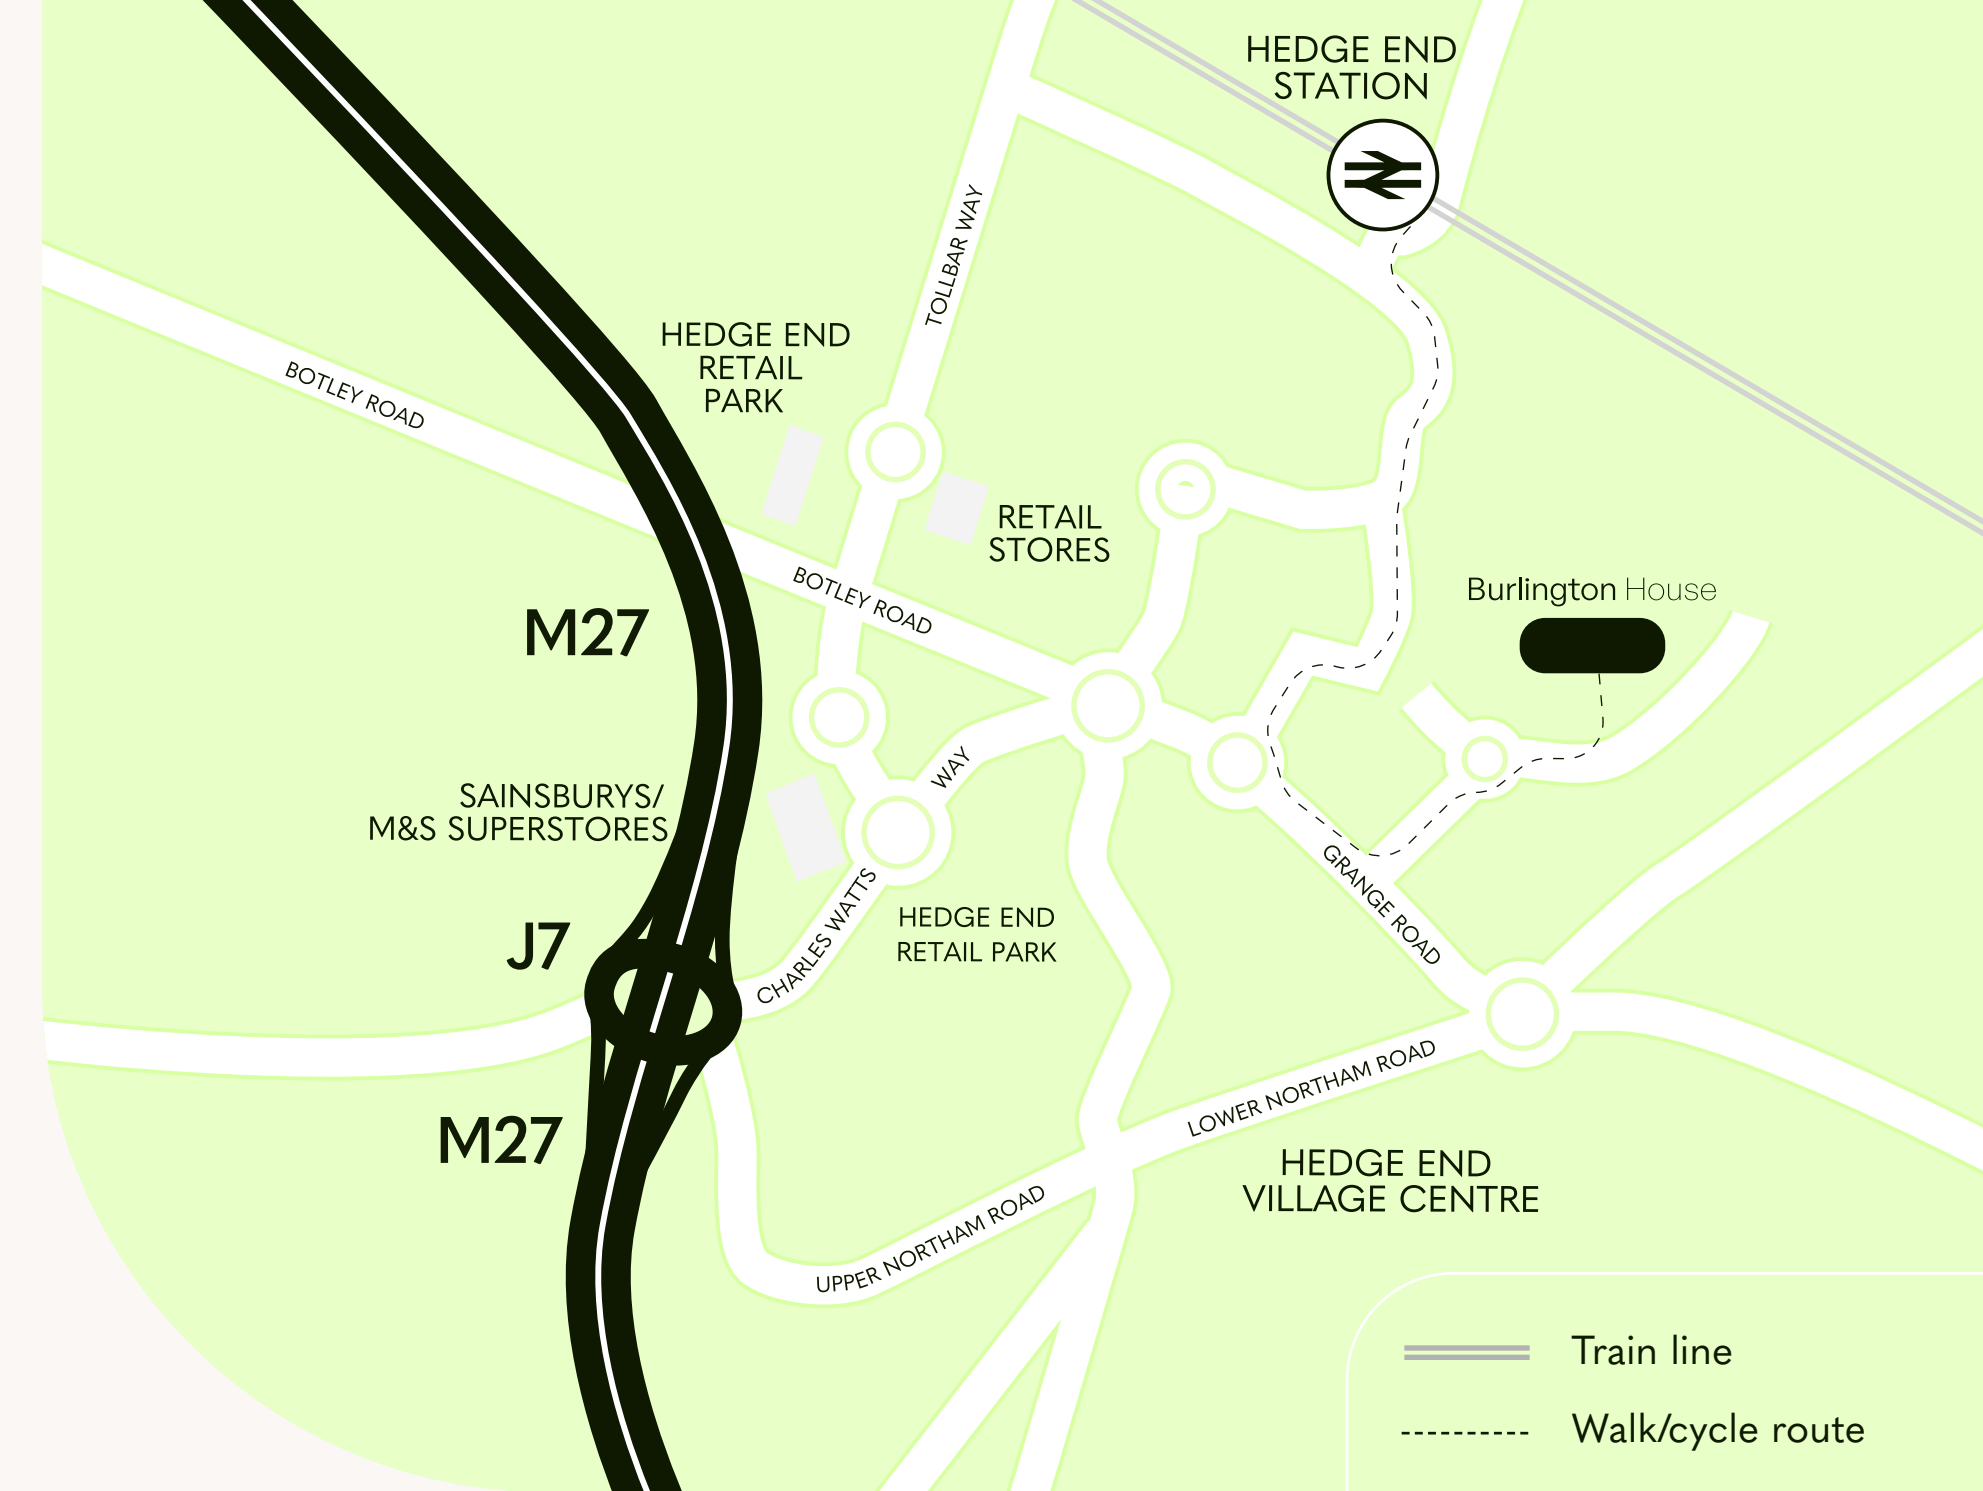 HEDGE END
STATION
TOLLBAR WAY
HEDGE END
RETAIL
PARK
BOTLEY ROAD
RETAIL
STORES
BOTLEY ROAD
Burlington House
M27
WAY
SAINSBURYS/
M&S SUPERSTORES
GRANGE ROAD
CHARLES WATTS
HEDGE END
RETAIL PARK
J7
LOWER NORTHAM ROAD
M27
HEDGE END
VILLAGE CENTRE
UPPER NORTHAM ROAD
Train line
Walk/cycle route